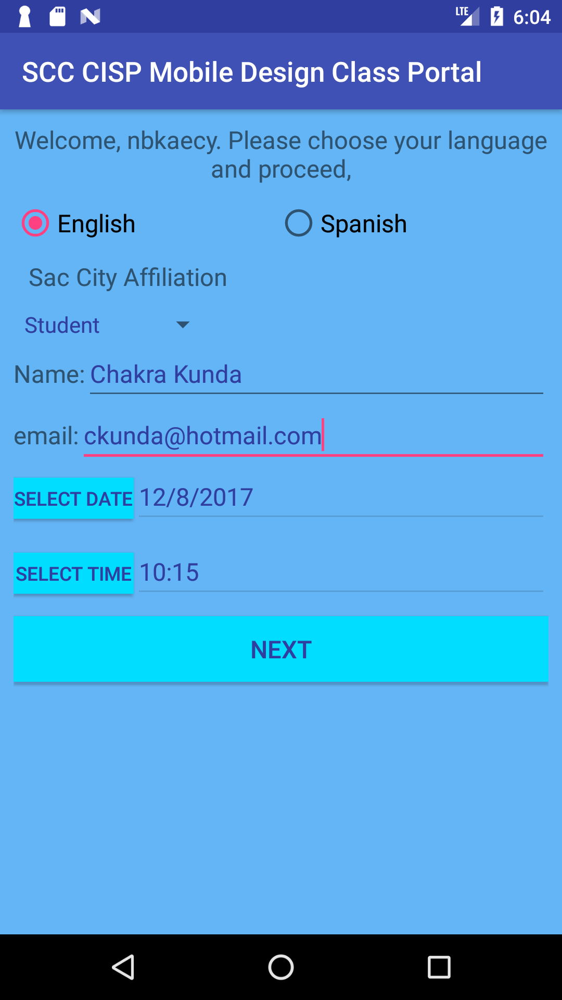 LTE 6:04
SCC CISP Mobile Design Class Portal
Welcome, nbkaecy. Please choose your language
and proceed,
English Spanish
Sac City Affiliation
Student
Name: Chakra Kunda
email: ckunda@hotmail.com
SELECT DATE 12/8/2017
SELECT TIME 10:15
NEXT